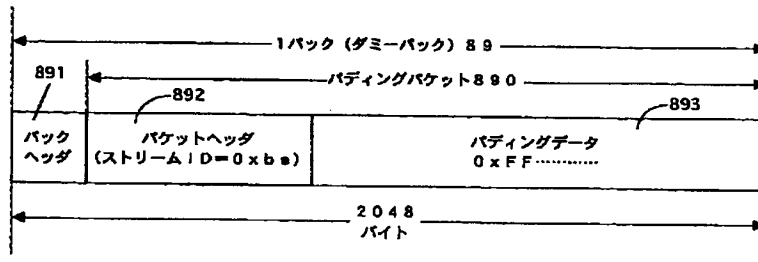 1パック(ダミーパック)89
891
パディングパケット890
892
893
パック
ヘッダ
パケットヘッダ
(ストリームID=0xbe)
パディングデータ
0xFF…………
2048
バイト